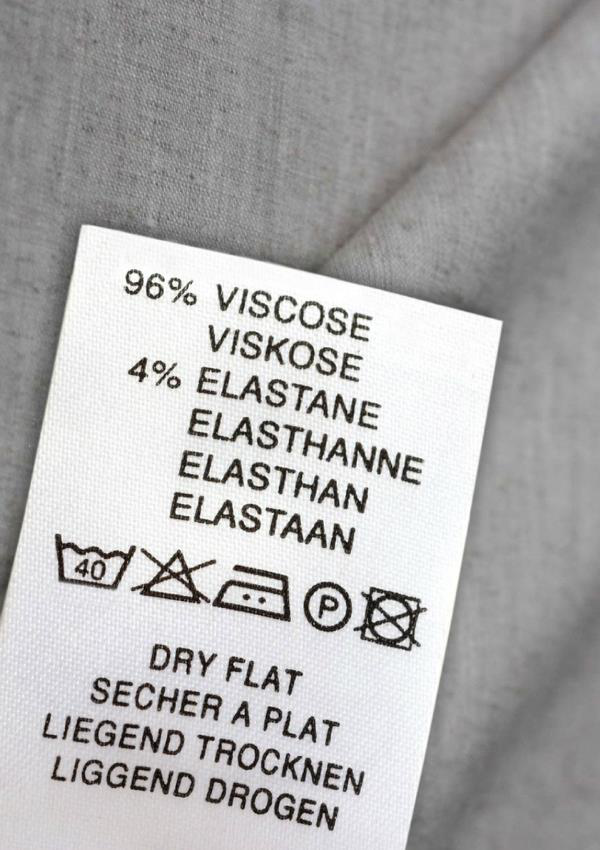 96% VISCOSE
VISKOSE
4% ELASTANE
ELASTHANNE
ELASTHAN
ELASTAAN
40 P
DRY FLAT
SECHER A PLAT
LIEGEND TROCKNEN
LIGGEND DROGEN